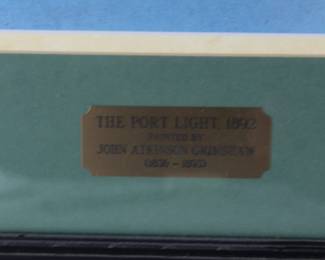 THE PORT LIGHT, 1892
PAINTED BY
JOHN ATKINSON GRIMSHAW
(1836 - 1893)